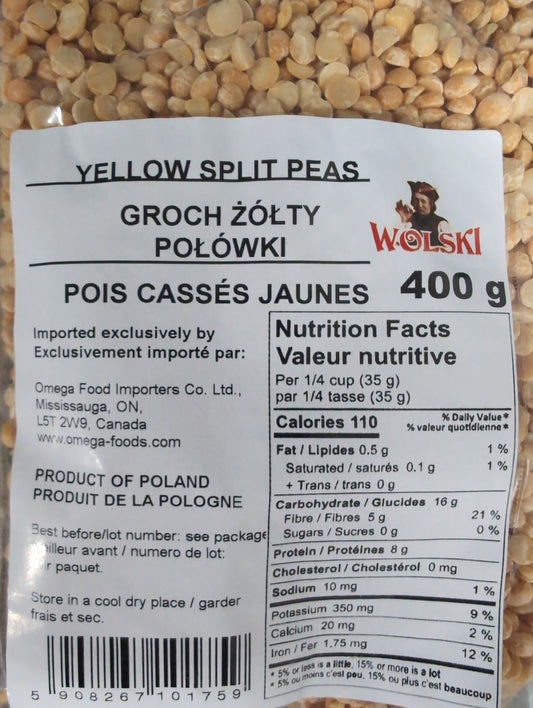 YELLOW SPLIT PEAS
GROCH ŻÓŁTY
POŁÓWKI
WOLSKI
POIS CASSÉS JAUNES 400 g
Imported exclusively by
Exclusivement importé par:
Omega Food Importers Co. Ltd.,
Mississauga, ON,
L5T 2W9, Canada
www.omega-foods.com
PRODUCT OF POLAND
PRODUIT DE LA POLOGNE
Best before/lot number: see package
illeur avant / numero de lot:
r paquet.
Store in a cool dry place / garder
frais et sec.
5 908267 101759
Nutrition Facts
Valeur nutritive
Per 1/4 cup (35 g)
par 1/4 tasse (35 g)
Calories 110 % Daily Value*
% valeur quotidienne*
Fat / Lipides 0.5 g 1 %
Saturated / saturés 0.1 g 1 %
+ Trans / trans 0 g
Carbohydrate / Glucides 16 g
Fibre / Fibres 5 g 21 %
Sugars / Sucres 0 g 0 %
Protein / Protéines 8 g
Cholesterol / Cholestérol 0 mg
Sodium 10 mg 1 %
Potassium 350 mg 9 %
Calcium 20 mg 2 %
Iron / Fer 1.75 mg 12 %
* 5% or less is a little, 15% or more is a lot
* 5% ou moins c'est peu, 15% ou plus c'est beaucoup